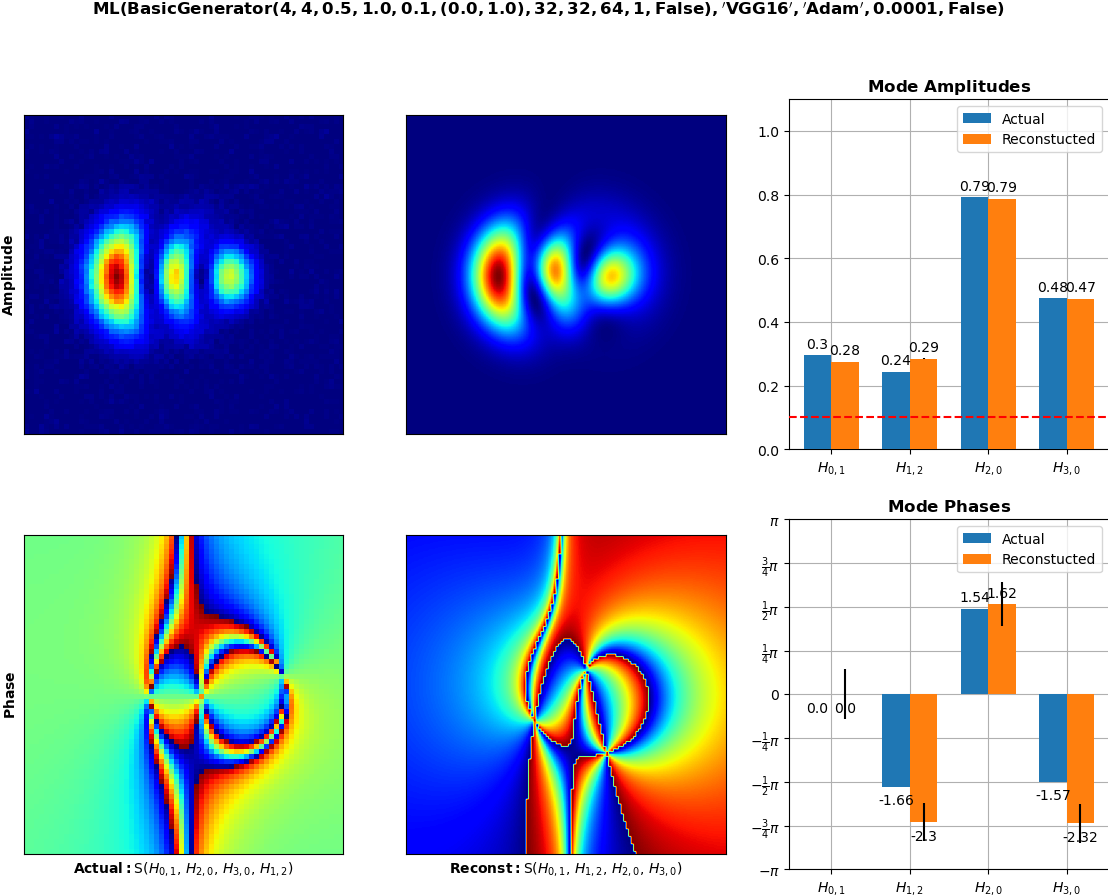 ML(BasicGenerator(4, 4, 0.5, 1.0, 0.1, (0.0, 1.0), 32, 32, 64, 1, False), ′VGG16′, ′Adam′, 0.0001, False)
Amplitude
Mode Amplitudes
Actual
Reconstucted
1.0
0.8
0.6
0.4
0.2
0.0
0.3
0.28
0.24
0.29
0.79
0.79
0.48
0.47
H0,1
H1,2
H2,0
H3,0
Phase
Actual: S(H0,1, H2,0, H3,0, H1,2)
Reconst: S(H0,1, H1,2, H2,0, H3,0)
Mode Phases
Actual
Reconstucted
π
3/4π
1/2π
1/4π
0
−1/4π
−1/2π
−3/4π
−π
0.0
0.0
-1.66
-2.3
1.54
1.62
-1.57
-2.32
H0,1
H1,2
H2,0
H3,0